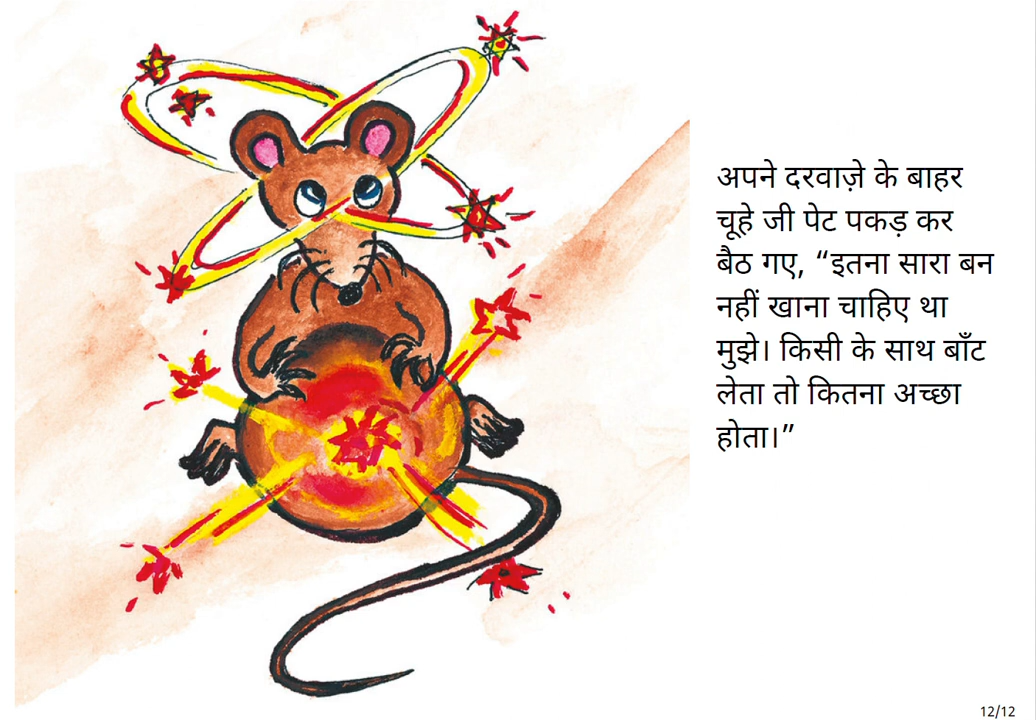 अपने दरवाज़े के बाहर
चूहे जी पेट पकड़ कर
बैठ गए, “इतना सारा बन
नहीं खाना चाहिए था
मुझे। किसी के साथ बाँट
लेता तो कितना अच्छा
होता।”
12/12